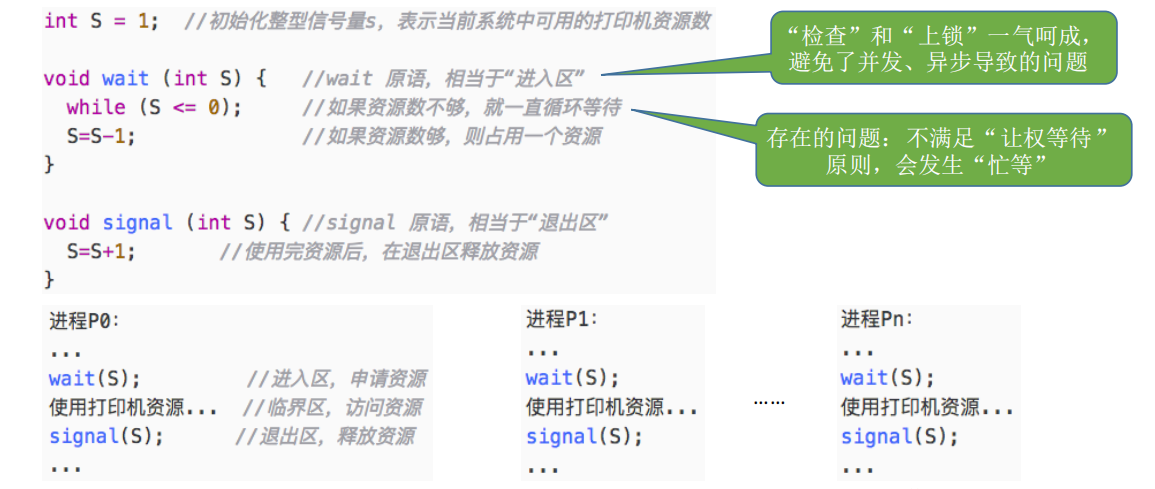 int S = 1;  //初始化整型信号量s，表示当前系统中可用的打印机资源数
void wait (int S) {   //wait 原语，相当于“进入区”
while (S <= 0);     //如果资源数不够，就一直循环等待
S=S-1;              //如果资源数够，则占用一个资源
}
void signal (int S) { //signal 原语，相当于“退出区”
S=S+1;       //使用完资源后，在退出区释放资源
}
“检查”和“上锁”一气呵成，
避免了并发、异步导致的问题
存在的问题：不满足“让权等待”
原则，会发生“忙等”
进程P0：
...
wait(S);         //进入区，申请资源
使用打印机资源...  //临界区，访问资源
signal(S);      //退出区，释放资源
...
进程P1：
...
wait(S);
使用打印机资源...
signal(S);
...
……
进程Pn：
...
wait(S);
使用打印机资源...
signal(S);
...